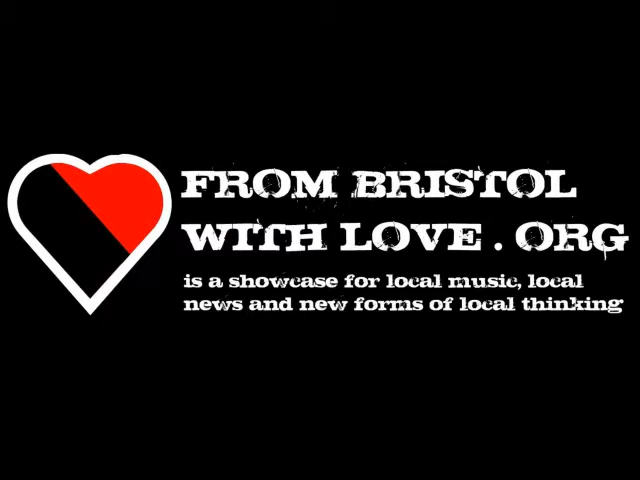 FROM BRISTOL
WITH LOVE . ORG
is a showcase for local music, local
news and new forms of local thinking